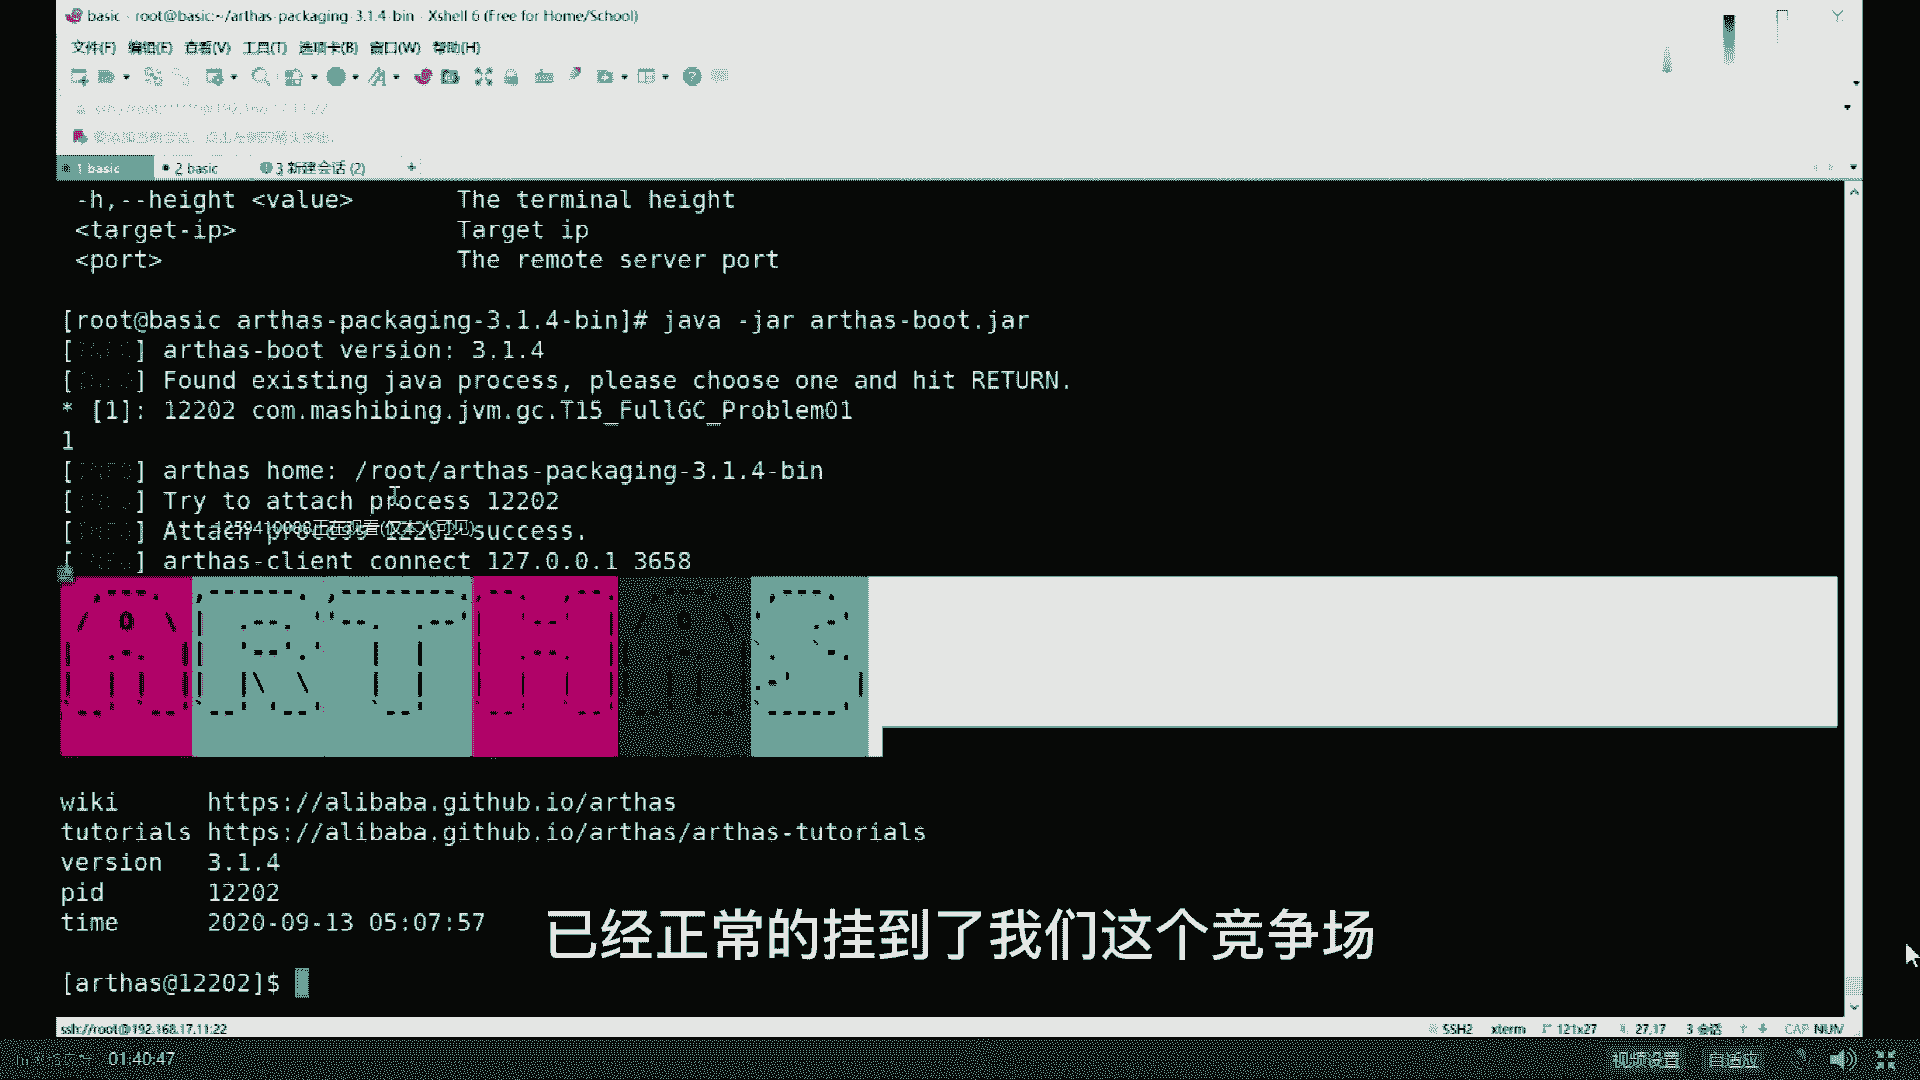 basic - root@basic:~/arthas-packaging-3.1.4-bin - Xshell 6 (Free for Home/School)
文件(F) 编辑(E) 查看(V) 工具(T) 选项卡(B) 窗口(W) 帮助(H)
1 basic 2 basic 3 新建会话 (2) +
-h,--height <value> The terminal height
<target-ip> Target ip
<port> The remote server port
[root@basic arthas-packaging-3.1.4-bin]# java -jar arthas-boot.jar
[ ] arthas-boot version: 3.1.4
[ ] Found existing java process, please choose one and hit RETURN.
* [1]: 12202 com.mashibing.jvm.gc.T15_FullGC_Problem01
1
[ ] arthas home: /root/arthas-packaging-3.1.4-bin
[ ] Try to attach process 12202
[ ] Attach process 12202 success.
[ ] arthas-client connect 127.0.0.1 3658
ARTHAS
wiki https://alibaba.github.io/arthas
tutorials https://alibaba.github.io/arthas/arthas-tutorials
version 3.1.4
pid 12202
time 2020-09-13 05:07:57
已经正常的挂到了我们这个竞争场
[arthas@12202]$
ssh://root@192.168.17.11:22 SSH2 xterm 121x27 27,17 3 会话 CAP NUM
01:40:47 视频设置 自适应